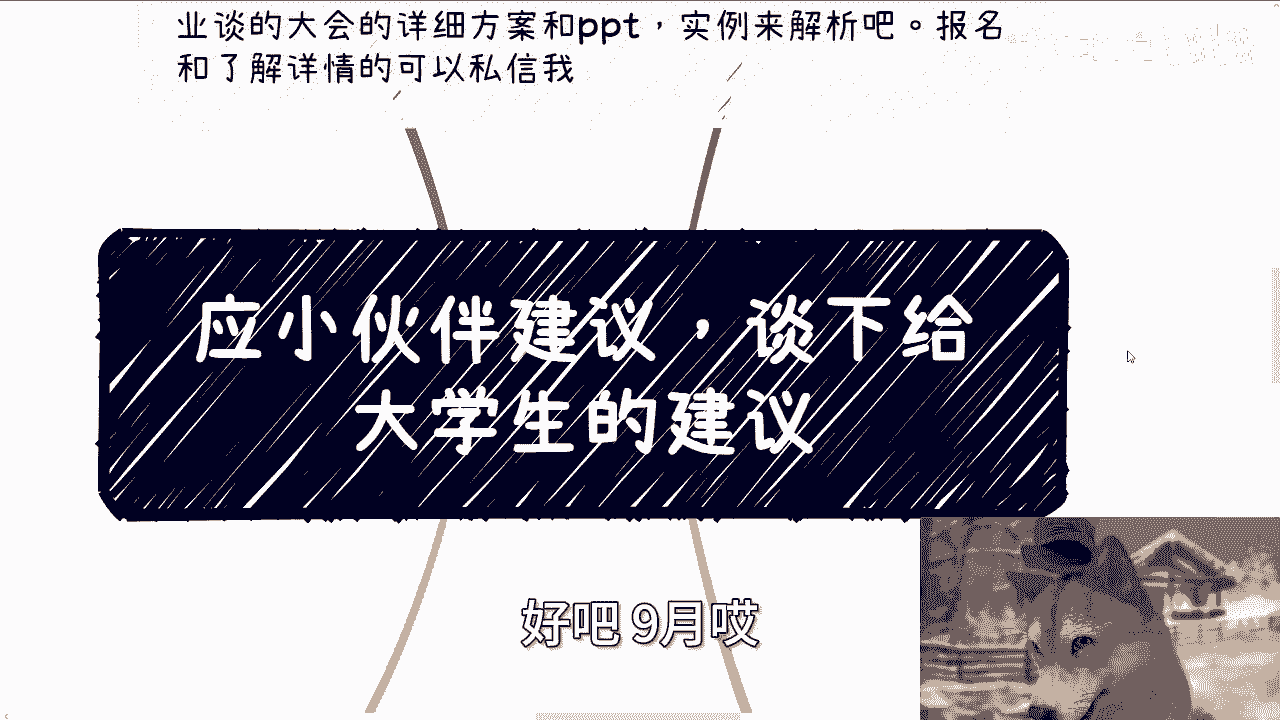 业谈的大会的详细方案和ppt，实例来解析吧。报名
和了解详情的可以私信我
应小伙伴建议，谈下给
大学生的建议
好吧 9月哎